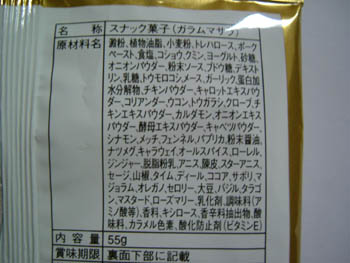 名 称 スナック菓子(ガラムマサラ)
原材料名 澱粉、植物油脂、小麦粉、トレハロース、ポーク
ペースト、食塩、コショウ、クミン、ヨーグルト、砂糖、
オニオンパウダー、粉末ソース、ブドウ糖、デキスト
リン、乳糖、トウモロコシ、ガーリック、蛋白加
水分解物、チキンパウダー、キャロットエキスパウ
ダー、コリアンダー、ウコン、トウガラシ、クローブ、チ
キンエキスパウダー、カルダモン、オニオンエキス
パウダー、酵母エキスパウダー、キャベツパウダー、
シナモン、メッチ、フェンネル、パプリカ、粉末醤油、
ナツメグ、キャラウェイ、オールスパイス、ローレル、
ジンジャー、脱脂粉乳、アニス、陳皮、スターアニス、
セージ、山椒、タイム、ディール、ココア、サボリ、マ
ジョラム、オレガノ、セロリー、大豆、バジル、タラゴ
ン、マスタード、ローズマリー、乳化剤、調味料(ア
ミノ酸等)、香料、キシロース、香辛料抽出物、酸
味料、カラメル色素、酸化防止剤(ビタミンE)
内 容 量 55g
賞味期限 裏面下部に記載